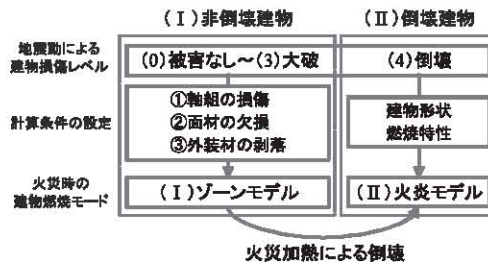 (Ⅰ)非倒壊建物
(Ⅱ)倒壊建物
地震動による
建物損傷レベル
(0)被害なし～(3)大破
(4)倒壊
計算条件の設定
①軸組の損傷
②面材の欠損
③外装材の剥落
建物形状
燃焼特性
火災時の
建物燃焼モード
(Ⅰ)ゾーンモデル
(Ⅱ)火炎モデル
火災加熱による倒壊